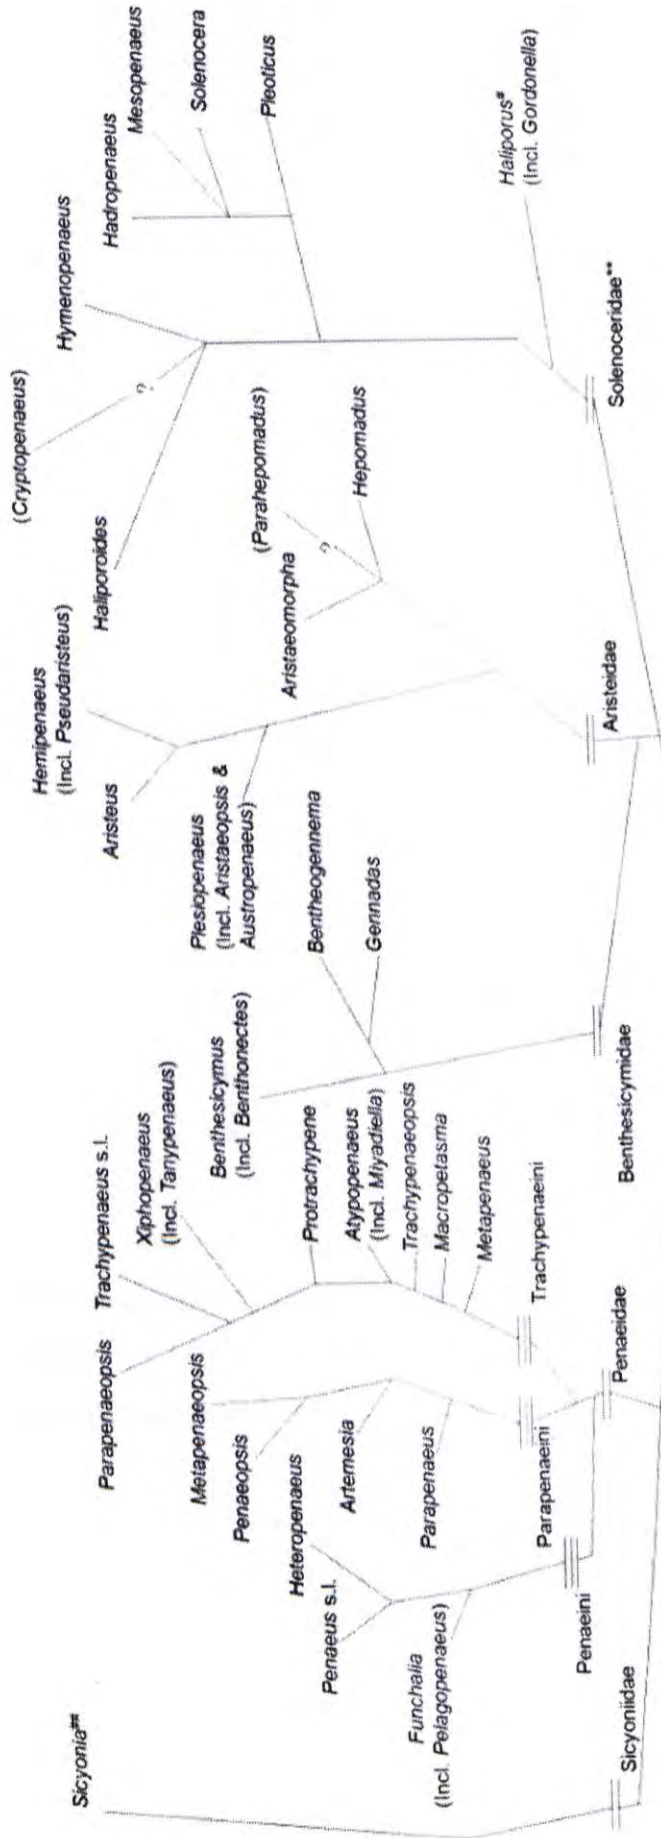 Sicyonia##
Penaeus s.l.
Heteropenaeus
Funchalia
(Incl. Pelagopenaeus)
Penaeini
Sicyoniidae
Parapenaeopsis
Trachypenaeus s.l.
Xiphopenaeus
(Incl. Tanypenaeus)
Metapenaeopsis
Penaeopsis
Artemesia
Parapenaeus
Parapenaeini
Protrachypene
Atypopenaeus
(Incl. Miyadiella)
Trachypenaeopsis
Macropetasma
Metapenaeus
Trachypenaeini
Penaeidae
Benthesicymus
(Incl. Benthonectes)
Bentheogennema
Gennadas
Benthesicymidae
Hemipenaeus
(Incl. Pseudaristeus)
Aristeus
Plesiopenaeus
(Incl. Aristaeopsis &
Austropenaeus)
Aristaeomorpha
(Parahepomadus)
?
Hepomadus
Aristeidae
(Cryptopenaeus)
?
Hymenopenaeus
Haliporoides
Hadropenaeus
Mesopenaeus
Solenocera
Pleoticus
Haliporus#
(Incl. Gordonella)
Solenoceridae**